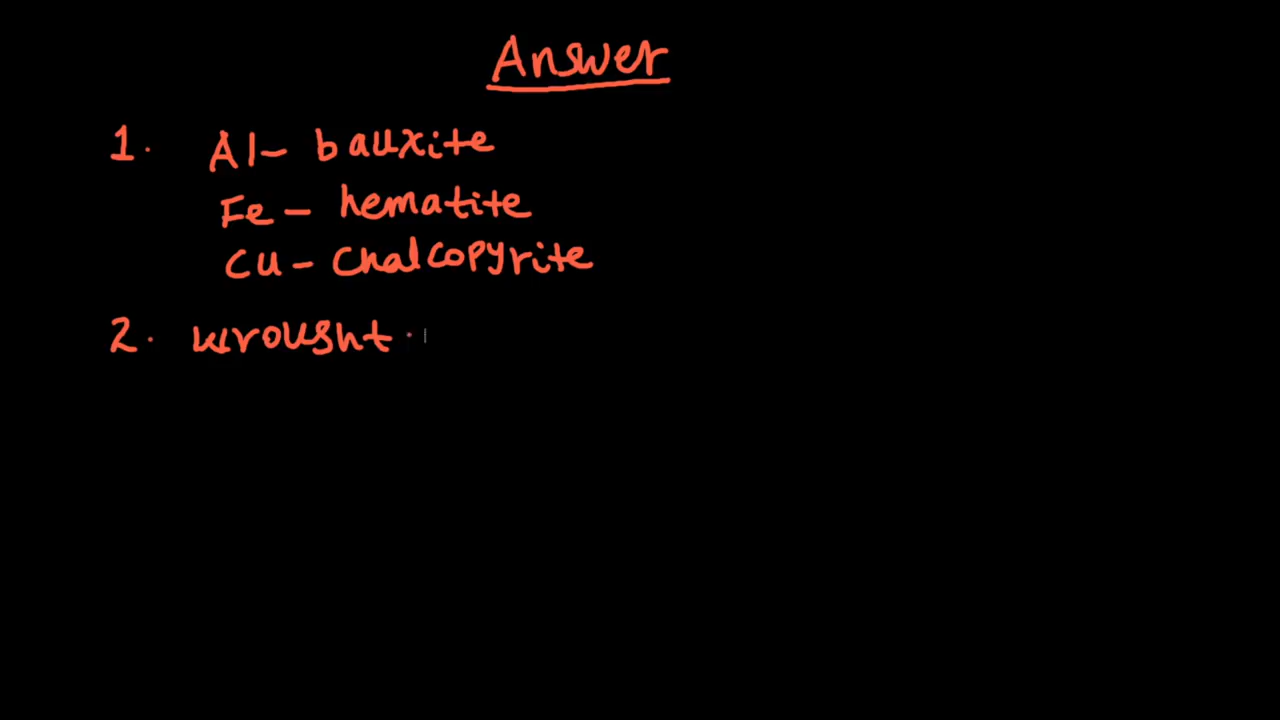 Answer
1. Al- bauxite
Fe - hematite
Cu - Chalcopyrite
2. wrought